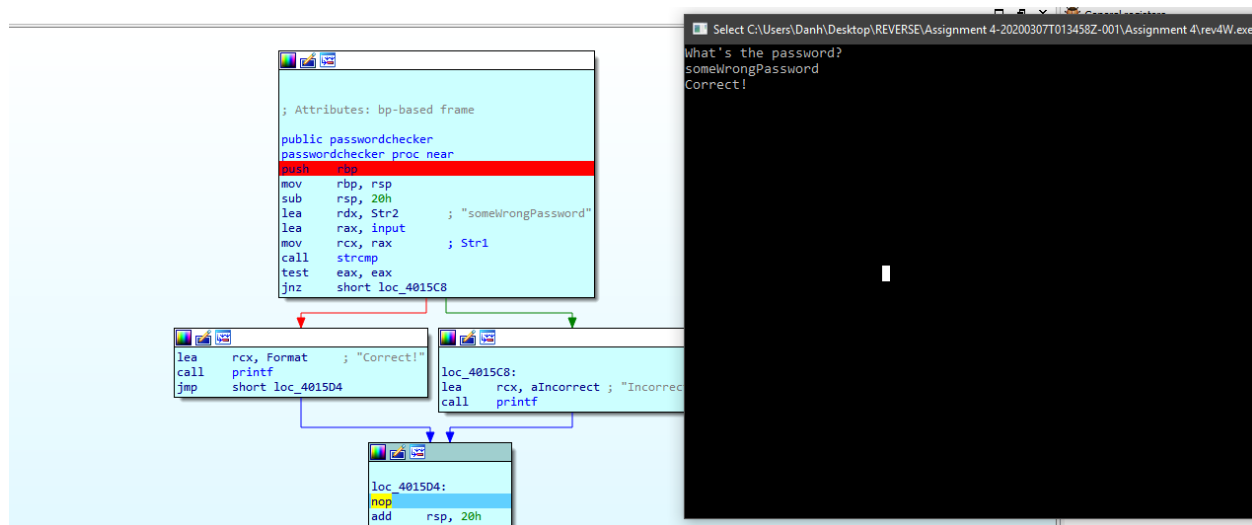 General registers
Select C:\Users\Danh\Desktop\REVERSE\Assignment 4-20200307T013458Z-001\Assignment 4\rev4W.exe
What's the password?
someWrongPassword
Correct!
; Attributes: bp-based frame
public passwordchecker
passwordchecker proc near
push rbp
mov rbp, rsp
sub rsp, 20h
lea rdx, Str2 ; "someWrongPassword"
lea rax, input
mov rcx, rax ; Str1
call strcmp
test eax, eax
jnz short loc_4015C8
lea rcx, Format ; "Correct!"
call printf
jmp short loc_4015D4
loc_4015C8:
lea rcx, aIncorrect ; "Incorrec
call printf
loc_4015D4:
nop
add rsp, 20h